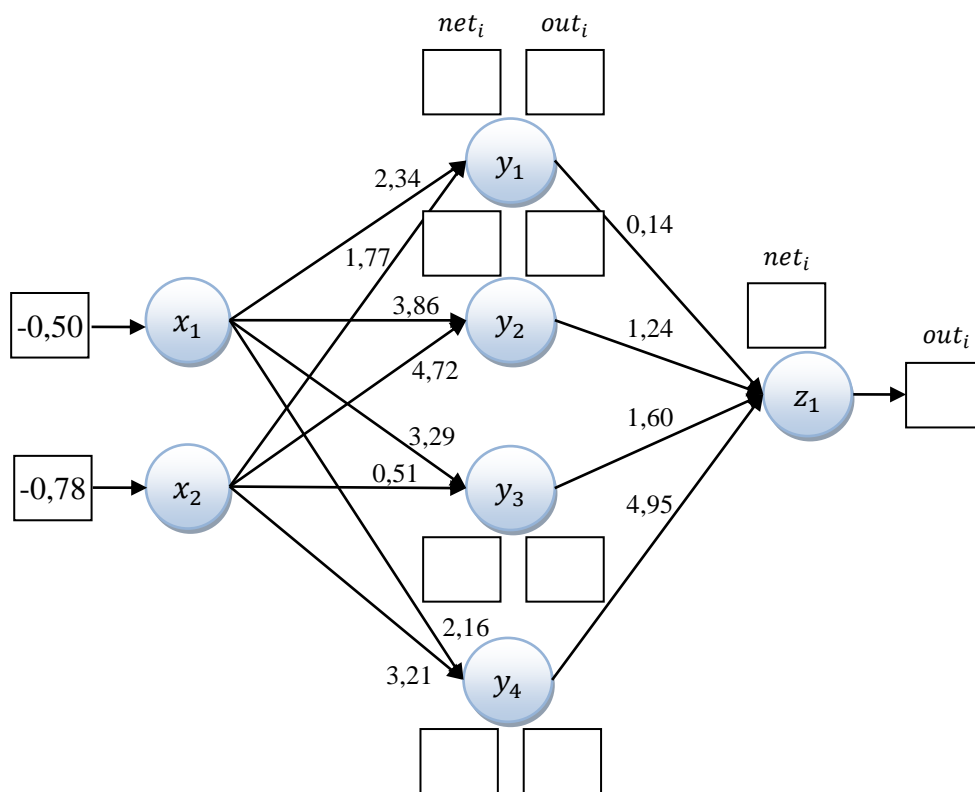 net_i out_i
y_1
2,34
0,14
1,77
net_i
-0,50
x_1
3,86
y_2
1,24
out_i
4,72
z_1
1,60
3,29
-0,78
x_2
0,51
y_3
4,95
2,16
3,21
y_4